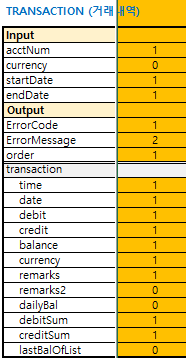 TRANSACTION (거래내역)
Input
acctNum 1
currency 0
startDate 1
endDate 1
Output
ErrorCode 1
ErrorMessage 2
order 1
transaction
time 1
date 1
debit 1
credit 1
balance 1
currency 1
remarks 1
remarks2 0
dailyBal 0
debitSum 1
creditSum 1
lastBalOfList 0